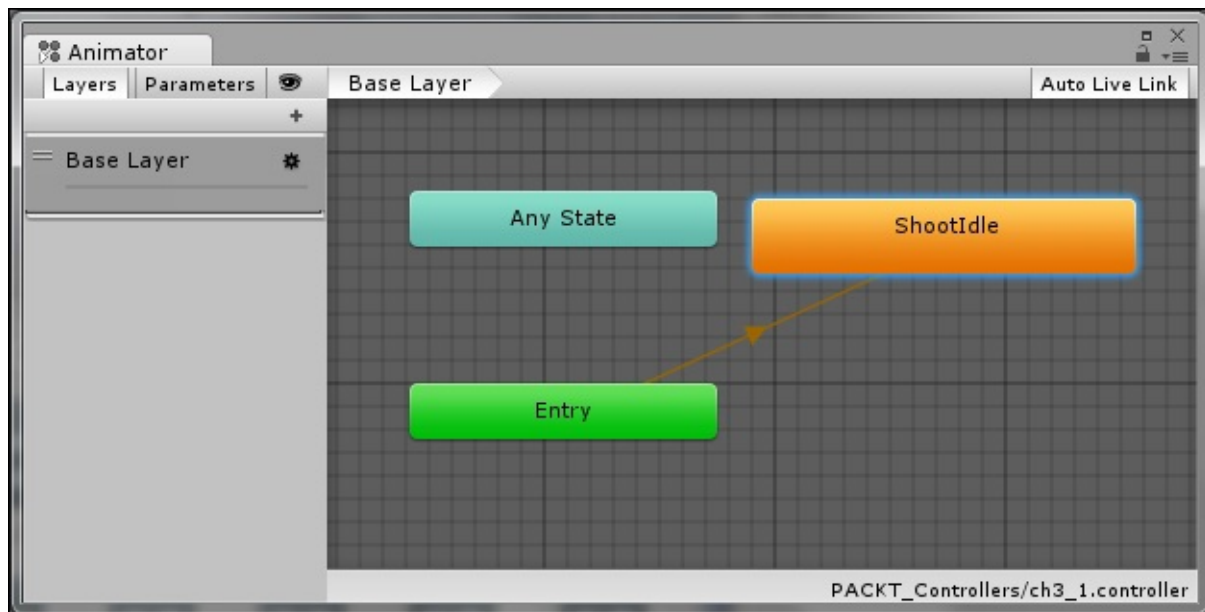 Animator
Layers Parameters
Base Layer
Auto Live Link
Base Layer
Any State
ShootIdle
Entry
PACKT_Controllers/ch3_1.controller